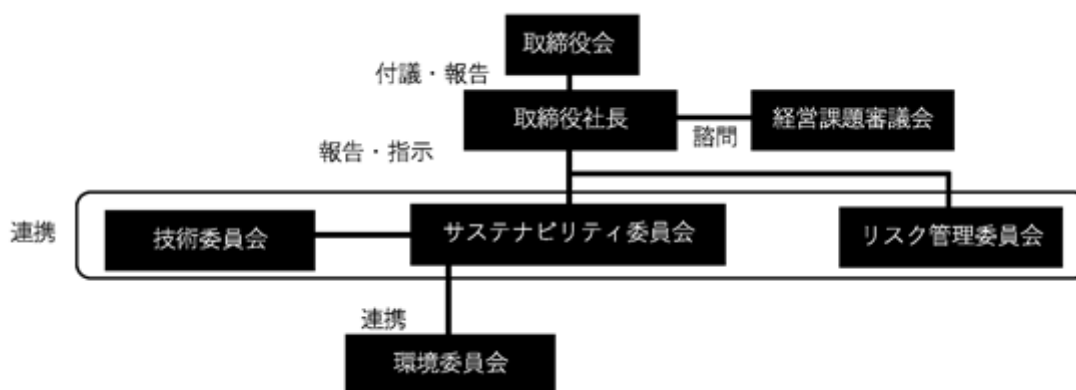 取締役会
付議・報告
取締役社長
経営課題審議会
諮問
報告・指示
連携
技術委員会
サステナビリティ委員会
リスク管理委員会
連携
環境委員会